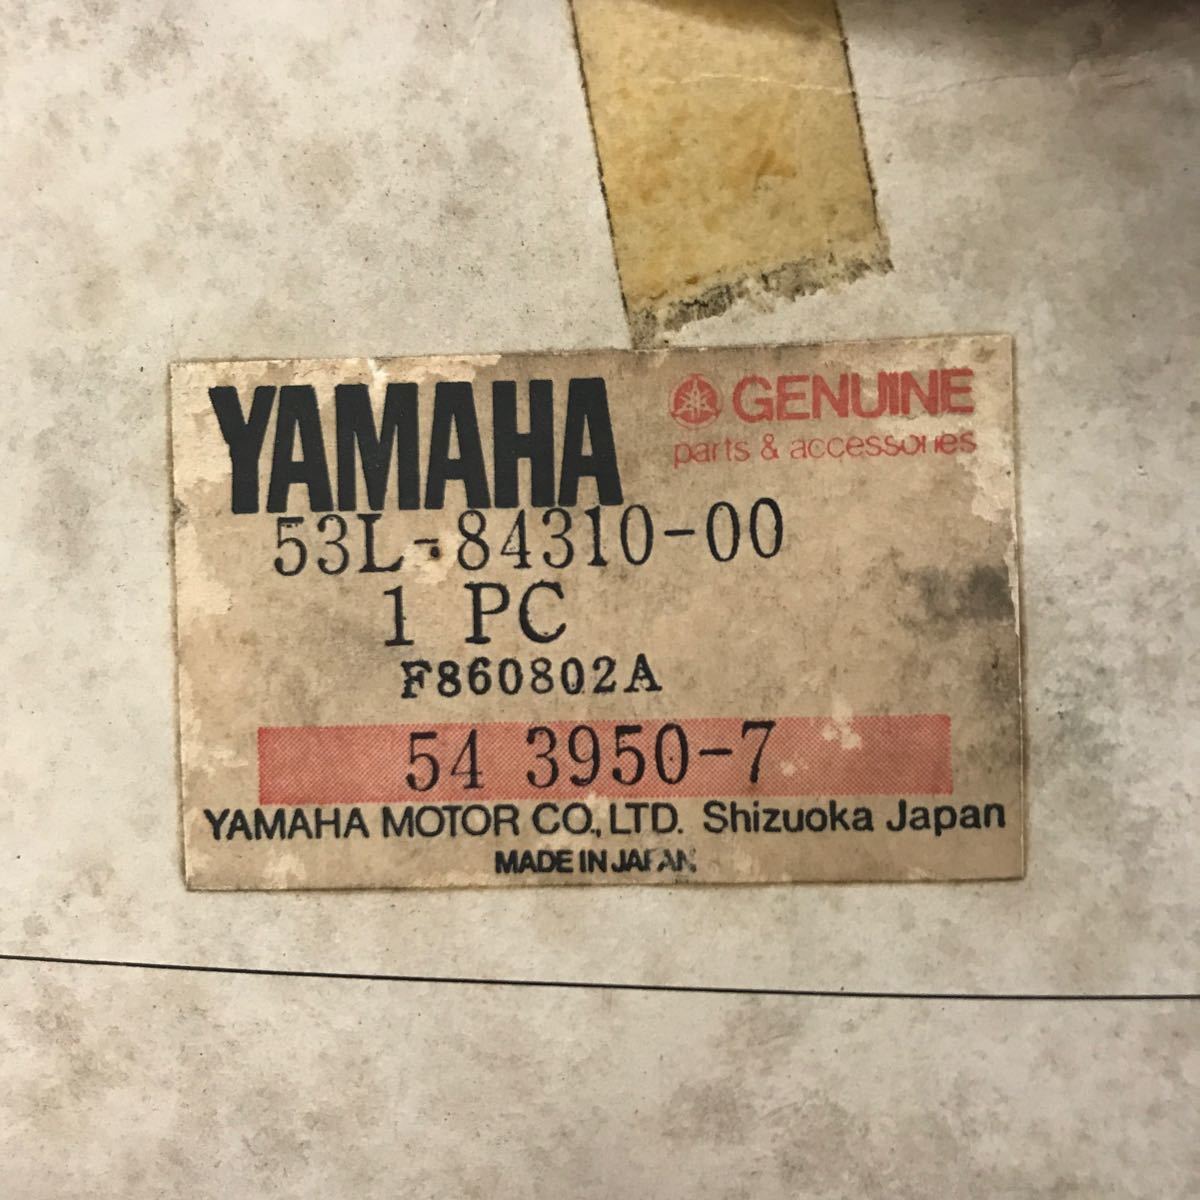 YAMAHA GENUINE
parts & accessories
53L-84310-00
1 PC
F860802A
54 3950-7
YAMAHA MOTOR CO., LTD. Shizuoka Japan
MADE IN JAPAN